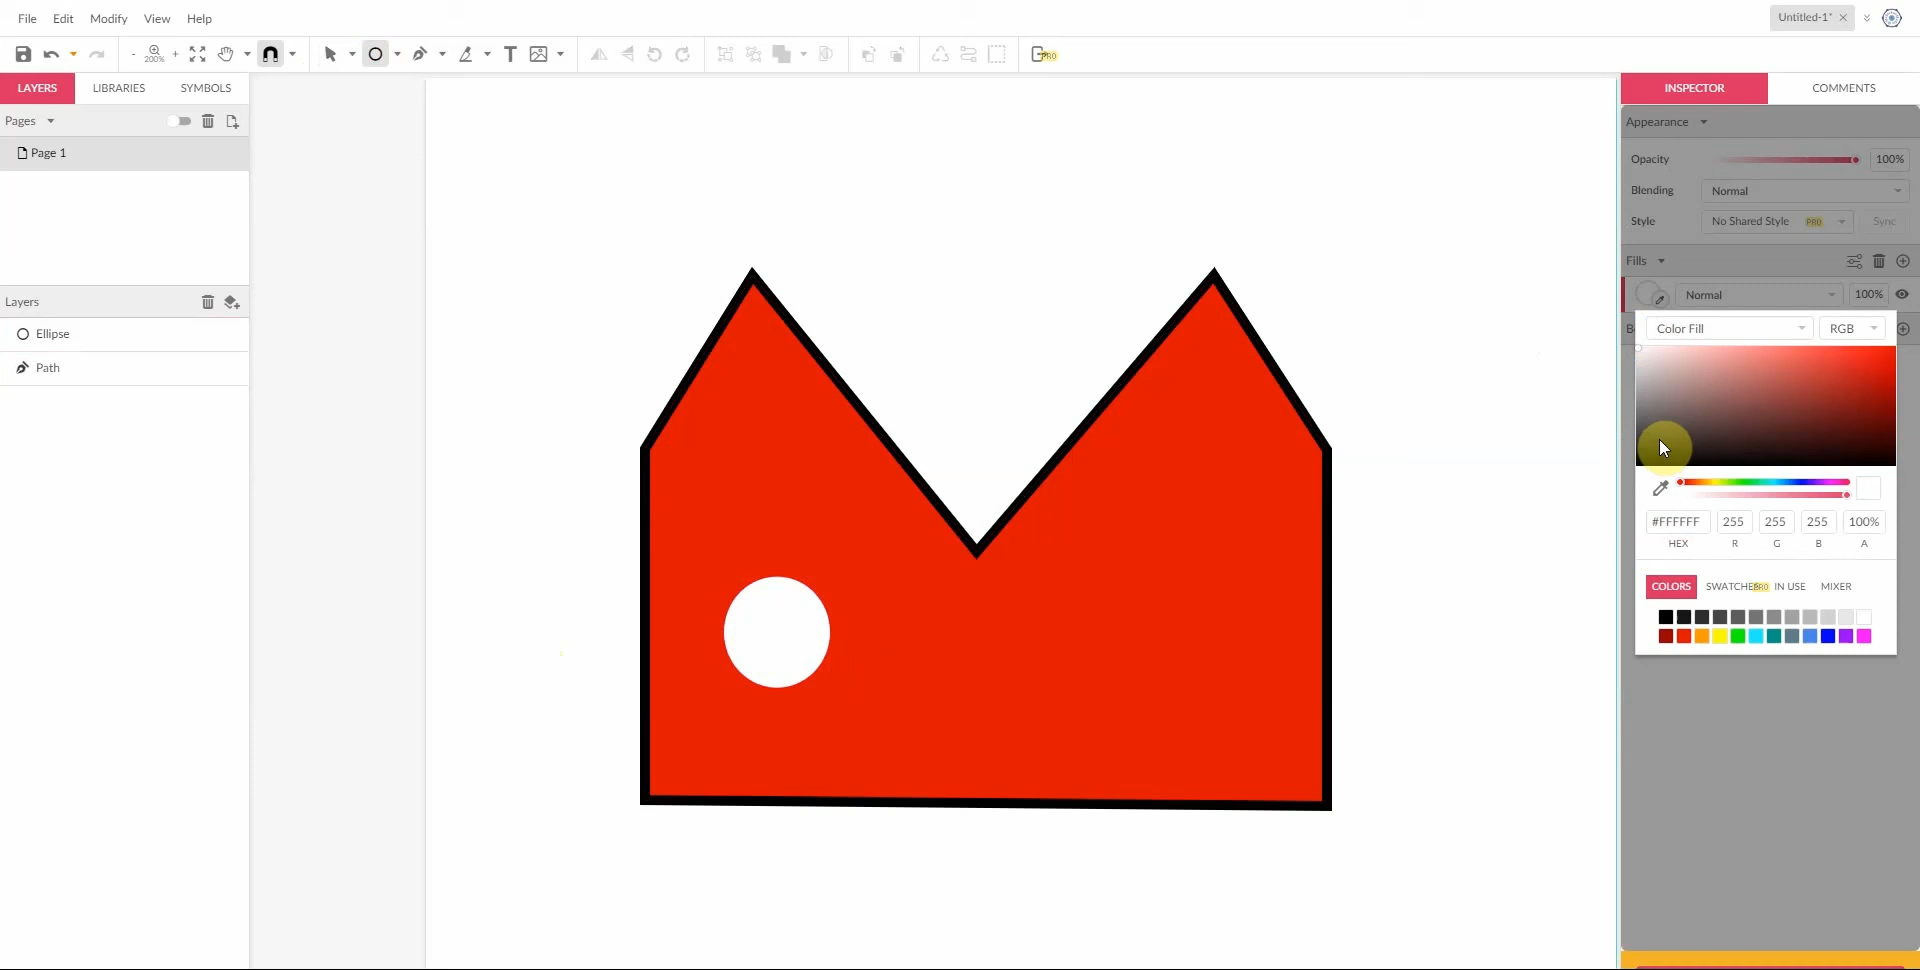 File Edit Modify View Help
Untitled-1*
200%
PRO
LAYERS LIBRARIES SYMBOLS
INSPECTOR COMMENTS
Pages
Page 1
Appearance
Opacity 100%
Blending Normal
Style No Shared Style PRO Sync
Fills
Normal 100%
Layers
Color Fill RGB
Ellipse
Path
#FFFFFF 255 255 255 100%
HEX R G B A
COLORS SWATCHES PRO IN USE MIXER